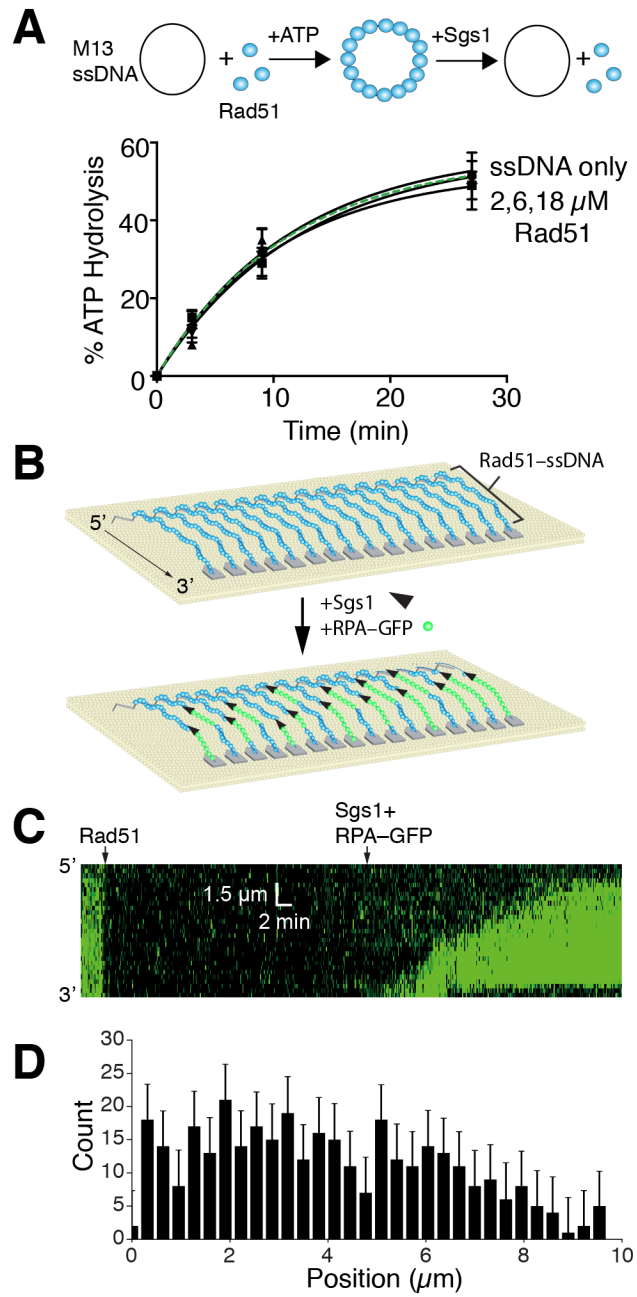 A
M13
ssDNA
+
Rad51
+ATP
+Sgs1
+
60
40
20
0
% ATP Hydrolysis
0
10
20
30
Time (min)
ssDNA only
2,6,18 µM
Rad51
B
Rad51–ssDNA
5’
3’
+Sgs1
+RPA–GFP
C
Rad51
Sgs1+
RPA–GFP
5’
1.5 µm
2 min
3’
D
30
25
20
15
10
5
0
Count
0
2
4
6
8
10
Position (µm)